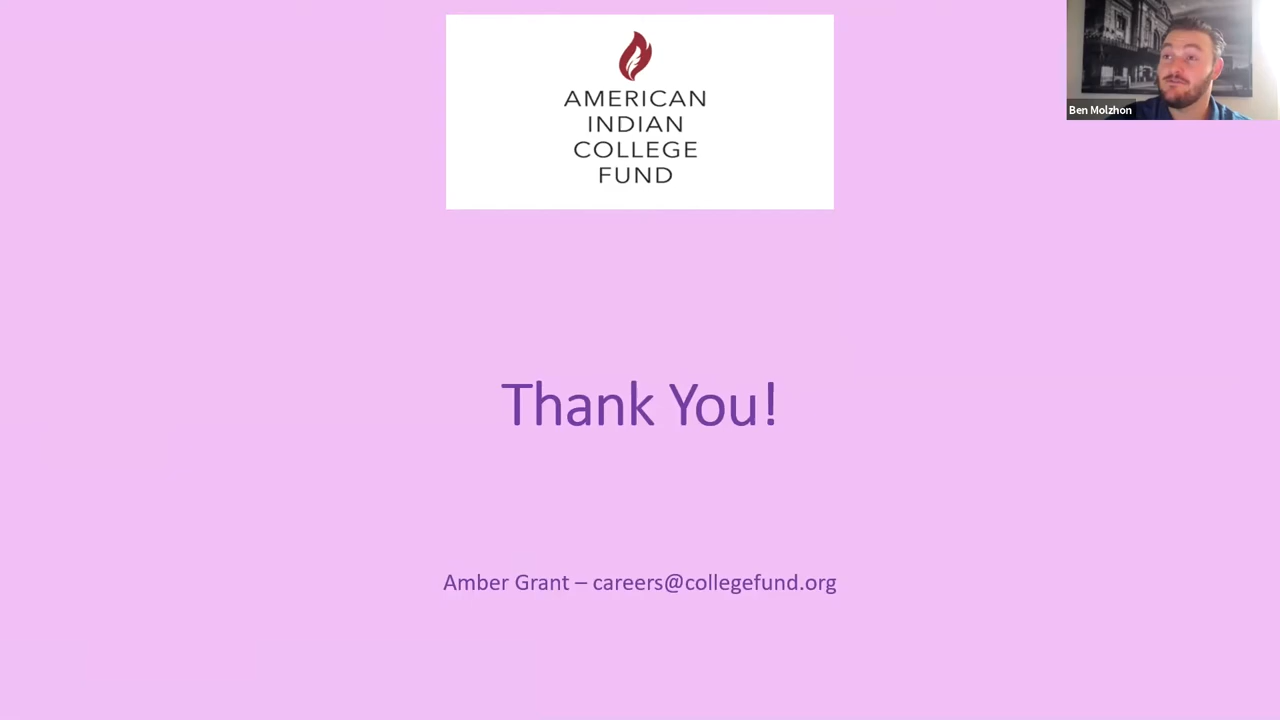 AMERICAN
INDIAN
COLLEGE
FUND
Ben Molzhon
Thank You!
Amber Grant – careers@collegefund.org